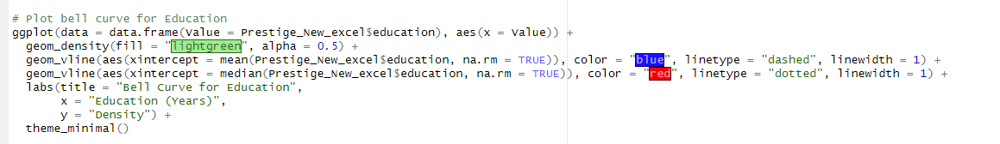 # Plot bell curve for Education
ggplot(data = data.frame(Value = Prestige_New_excel$education), aes(x = Value)) +
  geom_density(fill = "lightgreen", alpha = 0.5) +
  geom_vline(aes(xintercept = mean(Prestige_New_excel$education, na.rm = TRUE)), color = "blue", linetype = "dashed", linewidth = 1) +
  geom_vline(aes(xintercept = median(Prestige_New_excel$education, na.rm = TRUE)), color = "red", linetype = "dotted", linewidth = 1) +
  labs(title = "Bell Curve for Education",
       x = "Education (Years)",
       y = "Density") +
  theme_minimal()